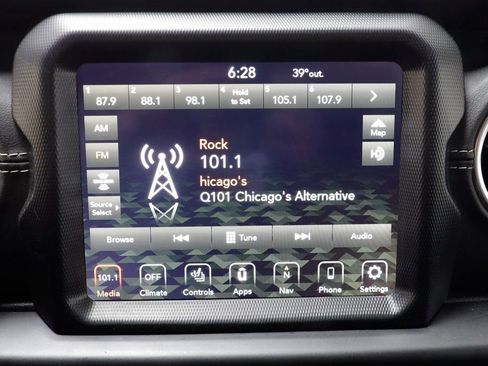 6:28 39°out.
1 87.9 2 88.1 3 98.1 4 Hold to Set 5 105.1 6 107.9
AM
Map
Rock
FM
101.1
HD
hicago's
Q101 Chicago's Alternative
Source Select
Browse Tune Audio
101.1 OFF N
Media Climate Controls Apps Nav Phone Settings